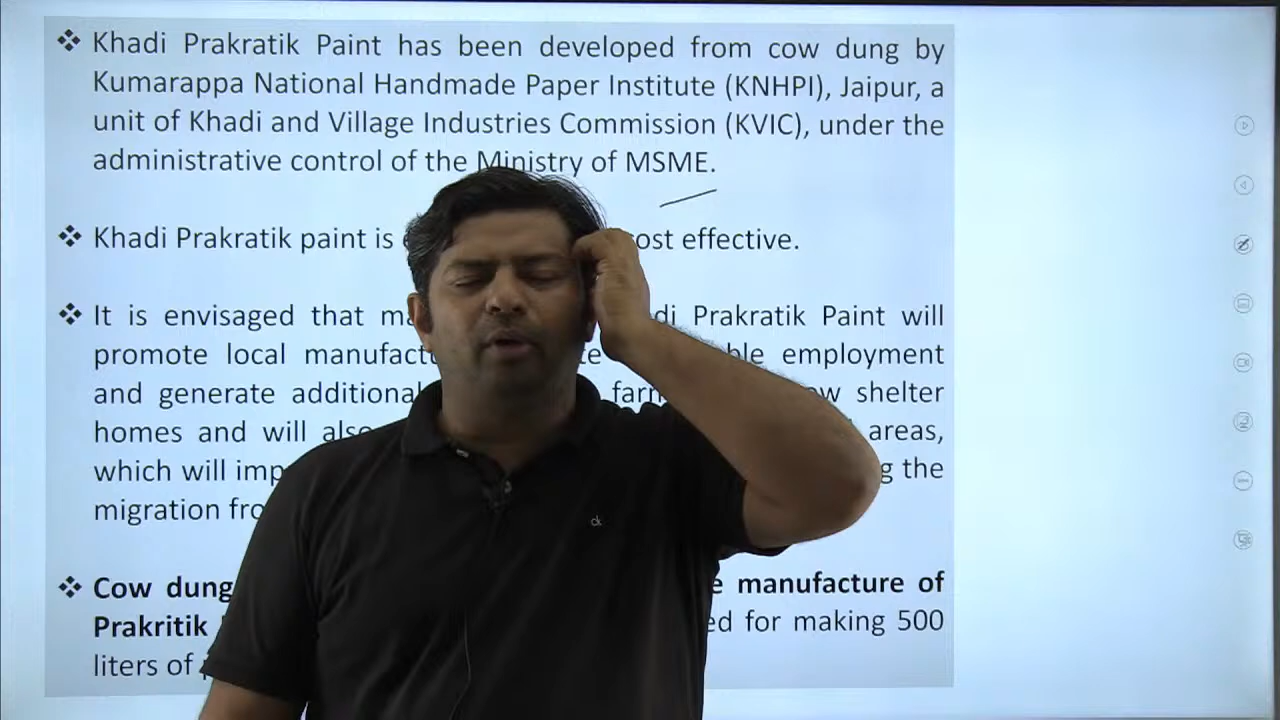 ❖ Khadi Prakratik Paint has been developed from cow dung by
Kumarappa National Handmade Paper Institute (KNHPI), Jaipur, a
unit of Khadi and Village Industries Commission (KVIC), under the
administrative control of the Ministry of MSME.
❖ Khadi Prakratik paint is cost effective.
❖ It is envisaged that Prakratik Paint will
promote local employment
and generate additional shelter
homes and will also areas,
which will the
migration
❖ Cow dung manufacture of
Prakritik for making 500
liters of
ck